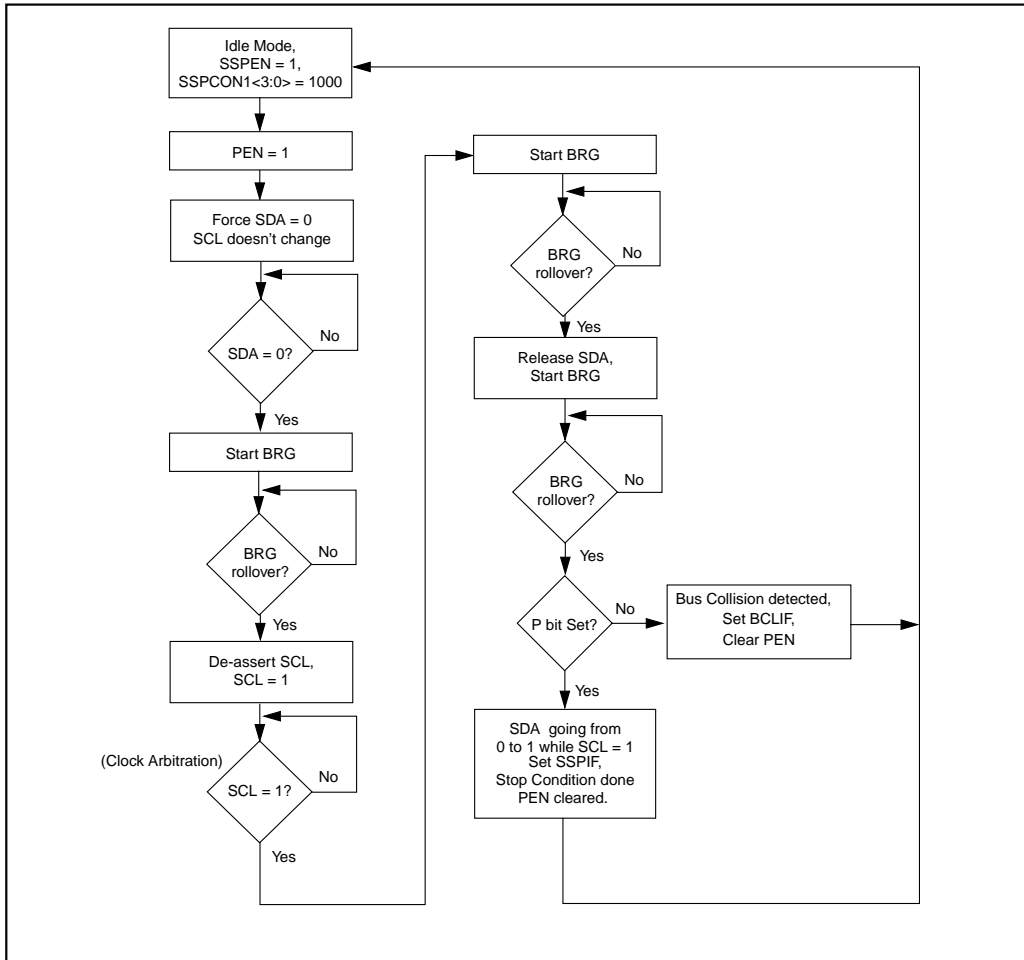 Idle Mode,
SSPEN = 1,
SSPCON1<3:0> = 1000
PEN = 1
Force SDA = 0
SCL doesn't change
SDA = 0?
No
Yes
Start BRG
BRG
rollover?
No
Yes
De-assert SCL,
SCL = 1
(Clock Arbitration)
SCL = 1?
No
Yes
Start BRG
BRG
rollover?
No
Yes
Release SDA,
Start BRG
BRG
rollover?
No
Yes
P bit Set?
No
Bus Collision detected,
Set BCLIF,
Clear PEN
Yes
SDA going from
0 to 1 while SCL = 1
Set SSPIF,
Stop Condition done
PEN cleared.